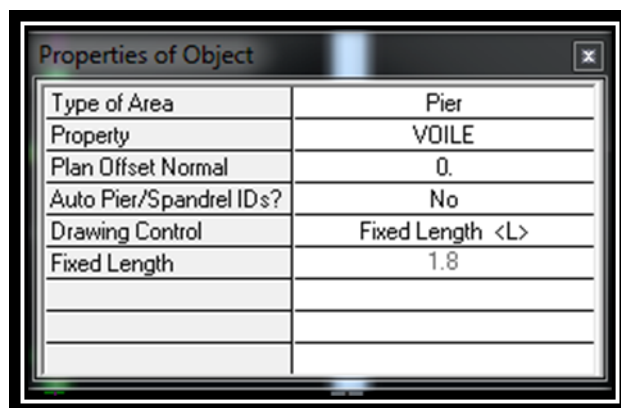 Properties of Object
Type of Area Pier
Property VOILE
Plan Offset Normal 0.
Auto Pier/Spandrel IDs? No
Drawing Control Fixed Length <L>
Fixed Length 1.8